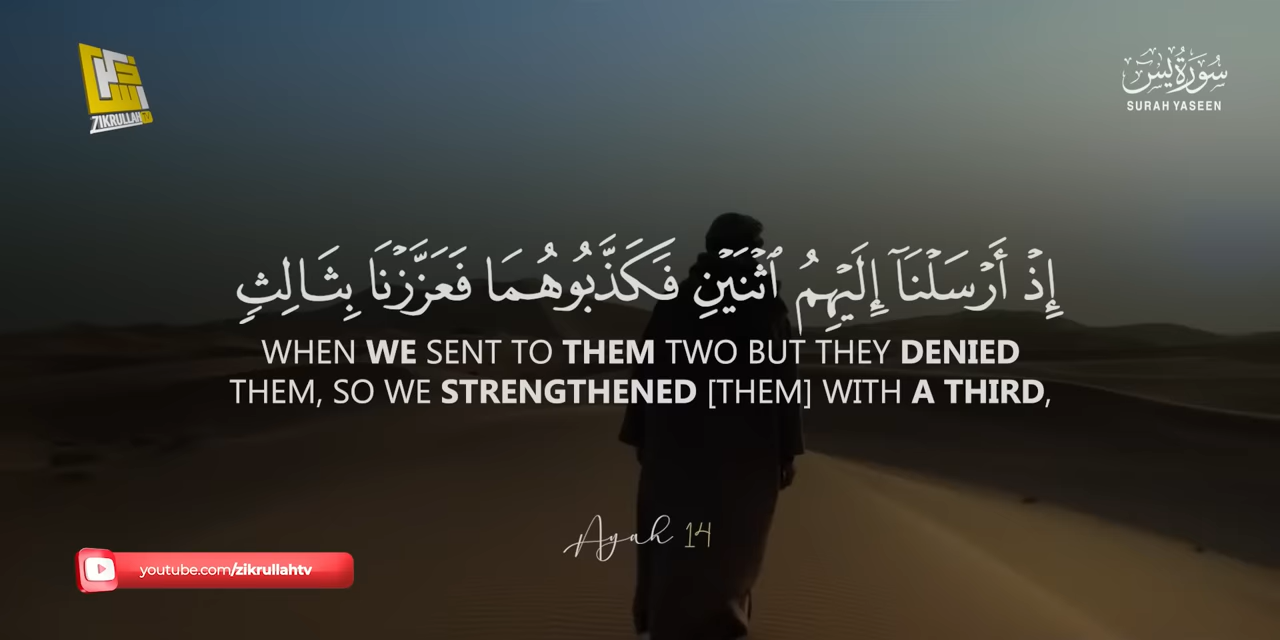 ZIKRULLAH TV
سُورَةُ يسٓ
SURAH YASEEN
إِذْ أَرْسَلْنَآ إِلَيْهِمُ ٱثْنَيْنِ فَكَذَّبُوهُمَا فَعَزَّزْنَا بِثَالِثٍ
WHEN WE SENT TO THEM TWO BUT THEY DENIED
THEM, SO WE STRENGTHENED [THEM] WITH A THIRD,
Ayah 14
youtube.com/zikrullahtv